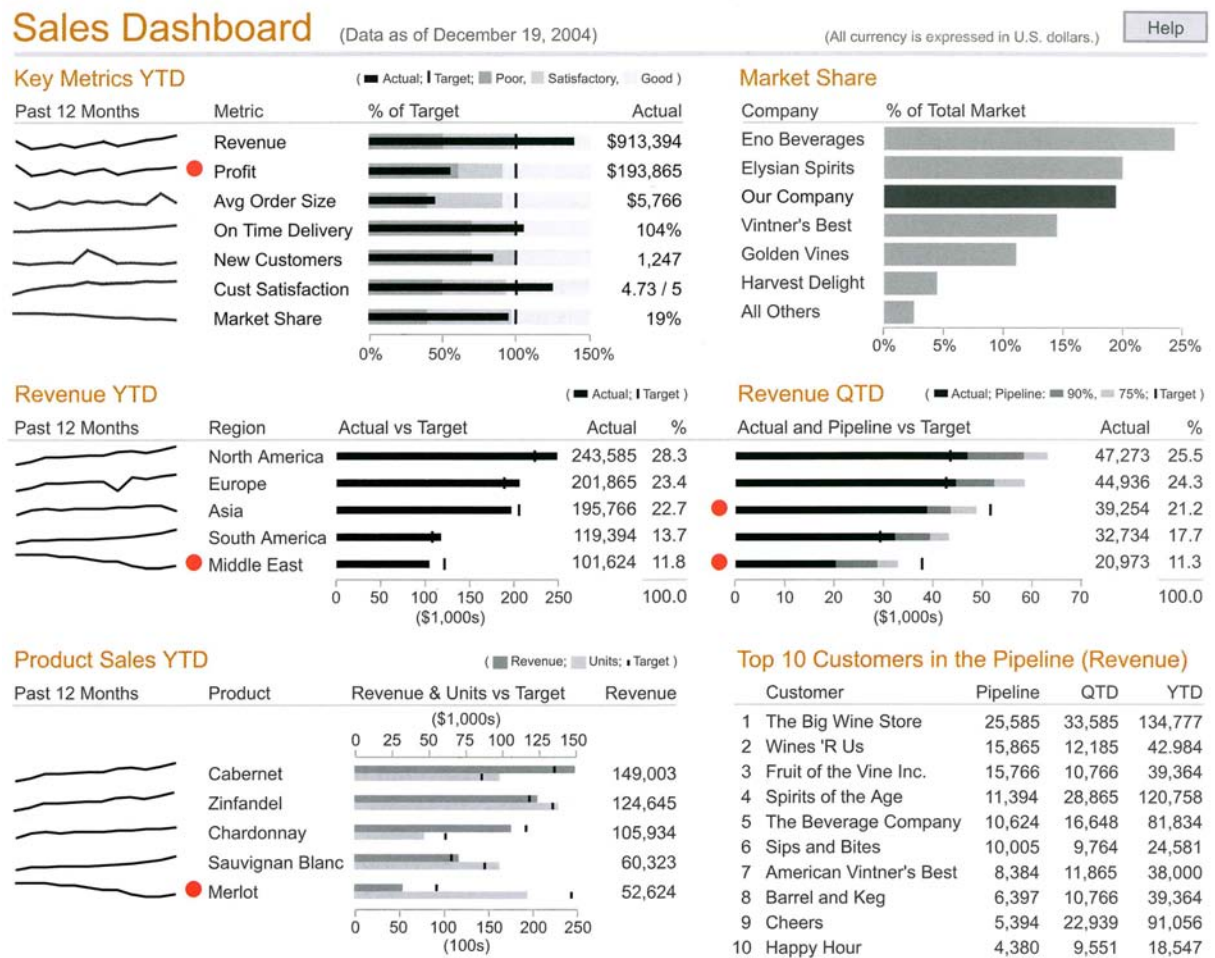 Sales Dashboard (Data as of December 19, 2004) (All currency is expressed in U.S. dollars.) Help
Key Metrics YTD ( Actual; Target; Poor, Satisfactory, Good )
Past 12 Months Metric % of Target Actual
Revenue $913,394
Profit $193,865
Avg Order Size $5,766
On Time Delivery 104%
New Customers 1,247
Cust Satisfaction 4.73 / 5
Market Share 19%
0% 50% 100% 150%
Market Share
Company % of Total Market
Eno Beverages
Elysian Spirits
Our Company
Vintner's Best
Golden Vines
Harvest Delight
All Others
0% 5% 10% 15% 20% 25%
Revenue YTD ( Actual; Target )
Past 12 Months Region Actual vs Target Actual %
North America 243,585 28.3
Europe 201,865 23.4
Asia 195,766 22.7
South America 119,394 13.7
Middle East 101,624 11.8
0 50 100 150 200 250 100.0
($1,000s)
Revenue QTD ( Actual; Pipeline: 90%, 75%; Target )
Actual and Pipeline vs Target Actual %
47,273 25.5
44,936 24.3
39,254 21.2
32,734 17.7
20,973 11.3
0 10 20 30 40 50 60 70 100.0
($1,000s)
Product Sales YTD ( Revenue; Units; Target )
Past 12 Months Product Revenue & Units vs Target Revenue
($1,000s)
0 25 50 75 100 125 150
Cabernet 149,003
Zinfandel 124,645
Chardonnay 105,934
Sauvignan Blanc 60,323
Merlot 52,624
0 50 100 150 200 250
(100s)
Top 10 Customers in the Pipeline (Revenue)
Customer Pipeline QTD YTD
1 The Big Wine Store 25,585 33,585 134,777
2 Wines 'R Us 15,865 12,185 42.984
3 Fruit of the Vine Inc. 15,766 10,766 39,364
4 Spirits of the Age 11,394 28,865 120,758
5 The Beverage Company 10,624 16,648 81,834
6 Sips and Bites 10,005 9,764 24,581
7 American Vintner's Best 8,384 11,865 38,000
8 Barrel and Keg 6,397 10,766 39,364
9 Cheers 5,394 22,939 91,056
10 Happy Hour 4,380 9,551 18,547